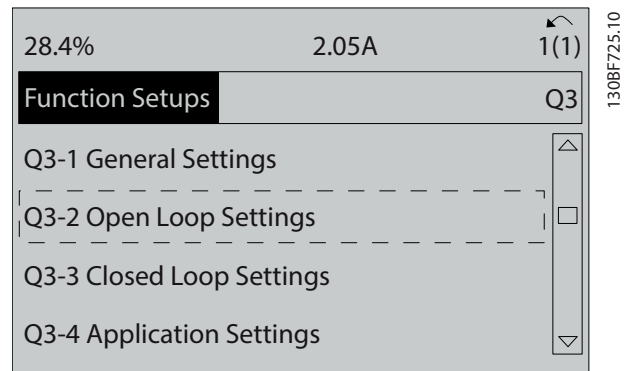 28.4% 2.05A 1(1)
Function Setups Q3
Q3-1 General Settings
Q3-2 Open Loop Settings
Q3-3 Closed Loop Settings
Q3-4 Application Settings
130BF725.10